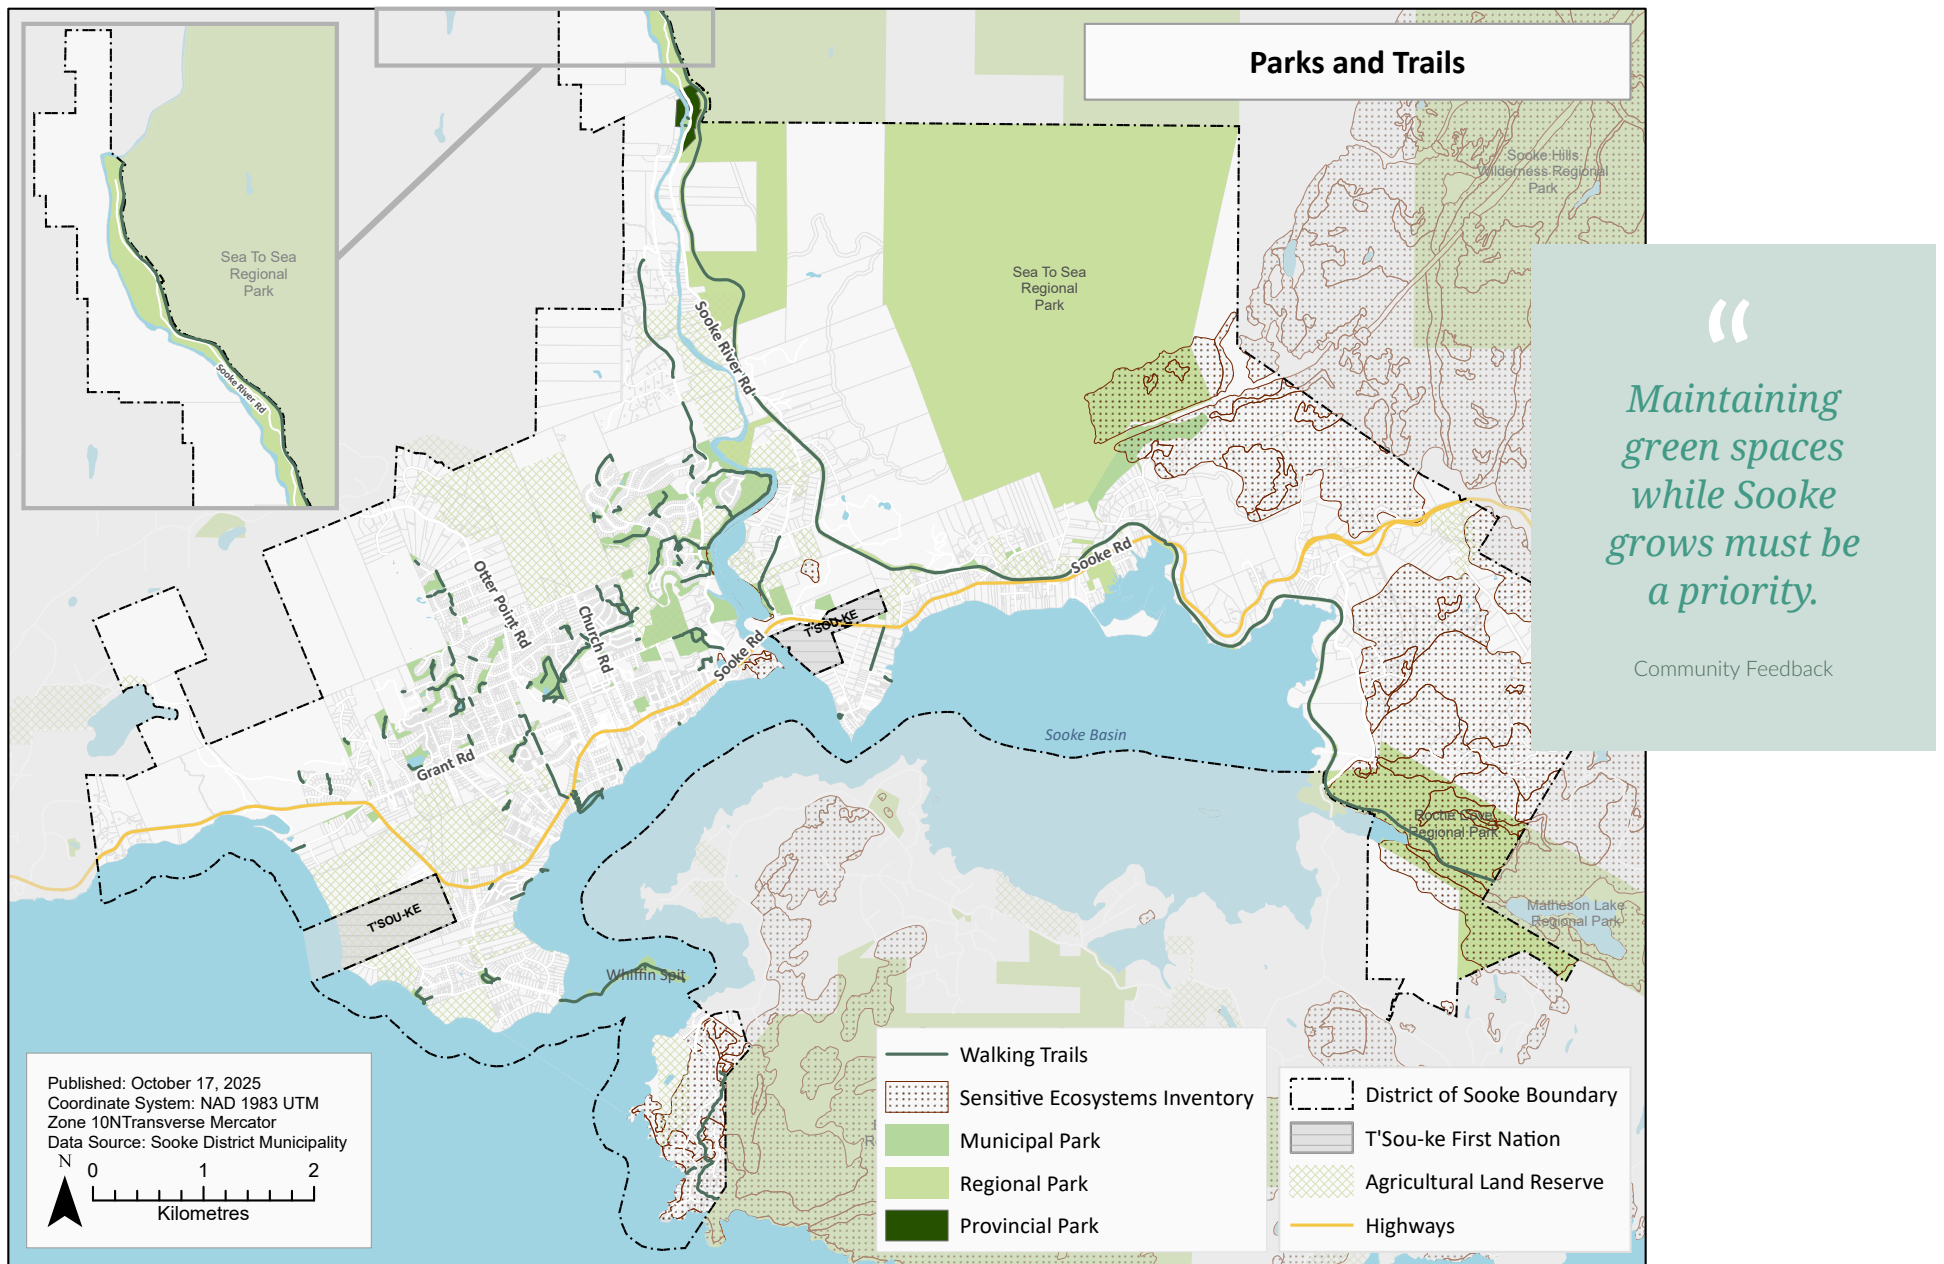 Parks and Trails
Sooke Hills
Wilderness Regional
Park
Sea To Sea
Regional
Park
Sooke River Rd
Sea To Sea
Regional
Park
Sooke River Rd
“
Maintaining
green spaces
while Sooke
grows must be
a priority.
Community Feedback
Otter Point Rd
Church Rd
Sooke Rd
Sooke Rd
T'SOU-KE
Grant Rd
Sooke Basin
Roche Cove
Regional Park
Matheson Lake
Regional Park
T'SOU-KE
Whiffin Spit
Published: October 17, 2025
Coordinate System: NAD 1983 UTM
Zone 10NTransverse Mercator
Data Source: Sooke District Municipality
N
0 1 2
Kilometres
Walking Trails
Sensitive Ecosystems Inventory
Municipal Park
Regional Park
Provincial Park
District of Sooke Boundary
T'Sou-ke First Nation
Agricultural Land Reserve
Highways